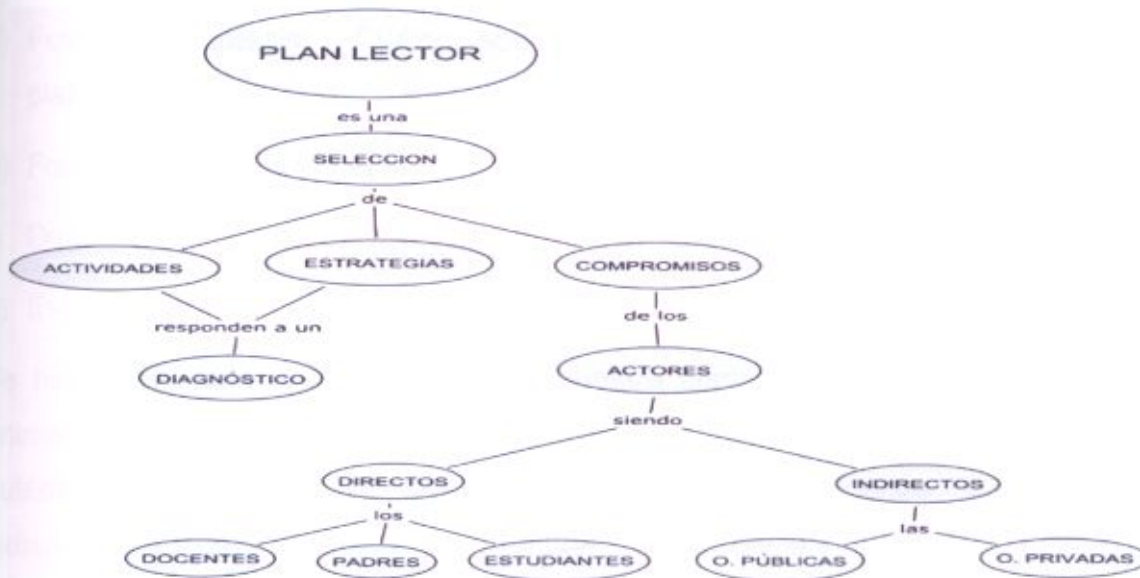 PLAN LECTOR
es una
SELECCION
de
ACTIVIDADES
ESTRATEGIAS
COMPROMISOS
responden a un
de los
DIAGNÓSTICO
ACTORES
siendo
DIRECTOS
INDIRECTOS
los
las
DOCENTES
PADRES
ESTUDIANTES
O. PÚBLICAS
O. PRIVADAS